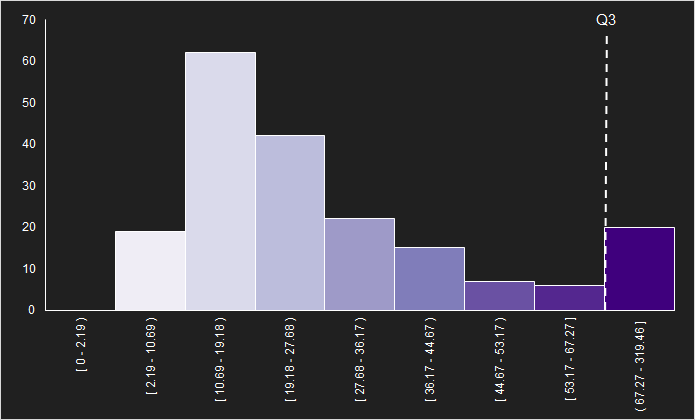 Q3
70
60
50
40
30
20
10
0
[ 0 - 2.19 )
[ 2.19 - 10.69 )
[ 10.69 - 19.18 )
[ 19.18 - 27.68 )
[ 27.68 - 36.17 )
[ 36.17 - 44.67 )
[ 44.67 - 53.17 )
[ 53.17 - 67.27 ]
( 67.27 - 319.46 ]